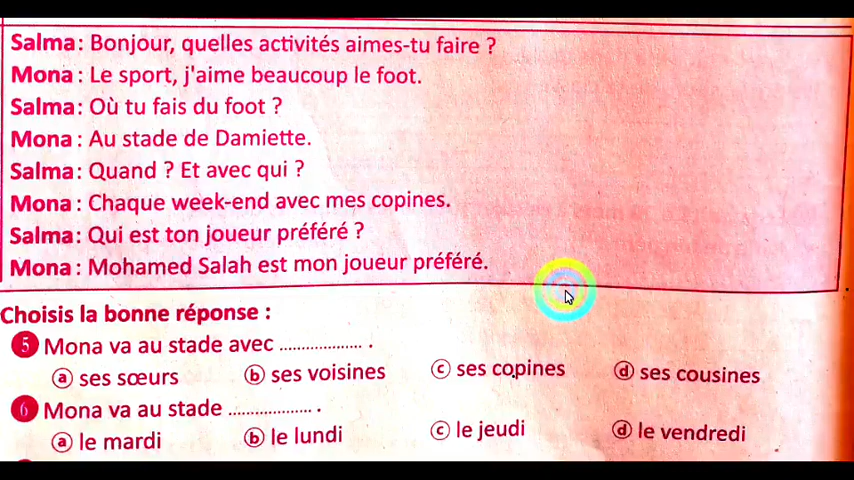 Salma: Bonjour, quelles activités aimes-tu faire ?
Mona : Le sport, j'aime beaucoup le foot.
Salma: Où tu fais du foot ?
Mona : Au stade de Damiette.
Salma: Quand ? Et avec qui ?
Mona : Chaque week-end avec mes copines.
Salma: Qui est ton joueur préféré ?
Mona : Mohamed Salah est mon joueur préféré.
Choisis la bonne réponse :
5 Mona va au stade avec ................... .
a ses sœurs b ses voisines c ses copines d ses cousines
6 Mona va au stade ................... .
a le mardi b le lundi c le jeudi d le vendredi